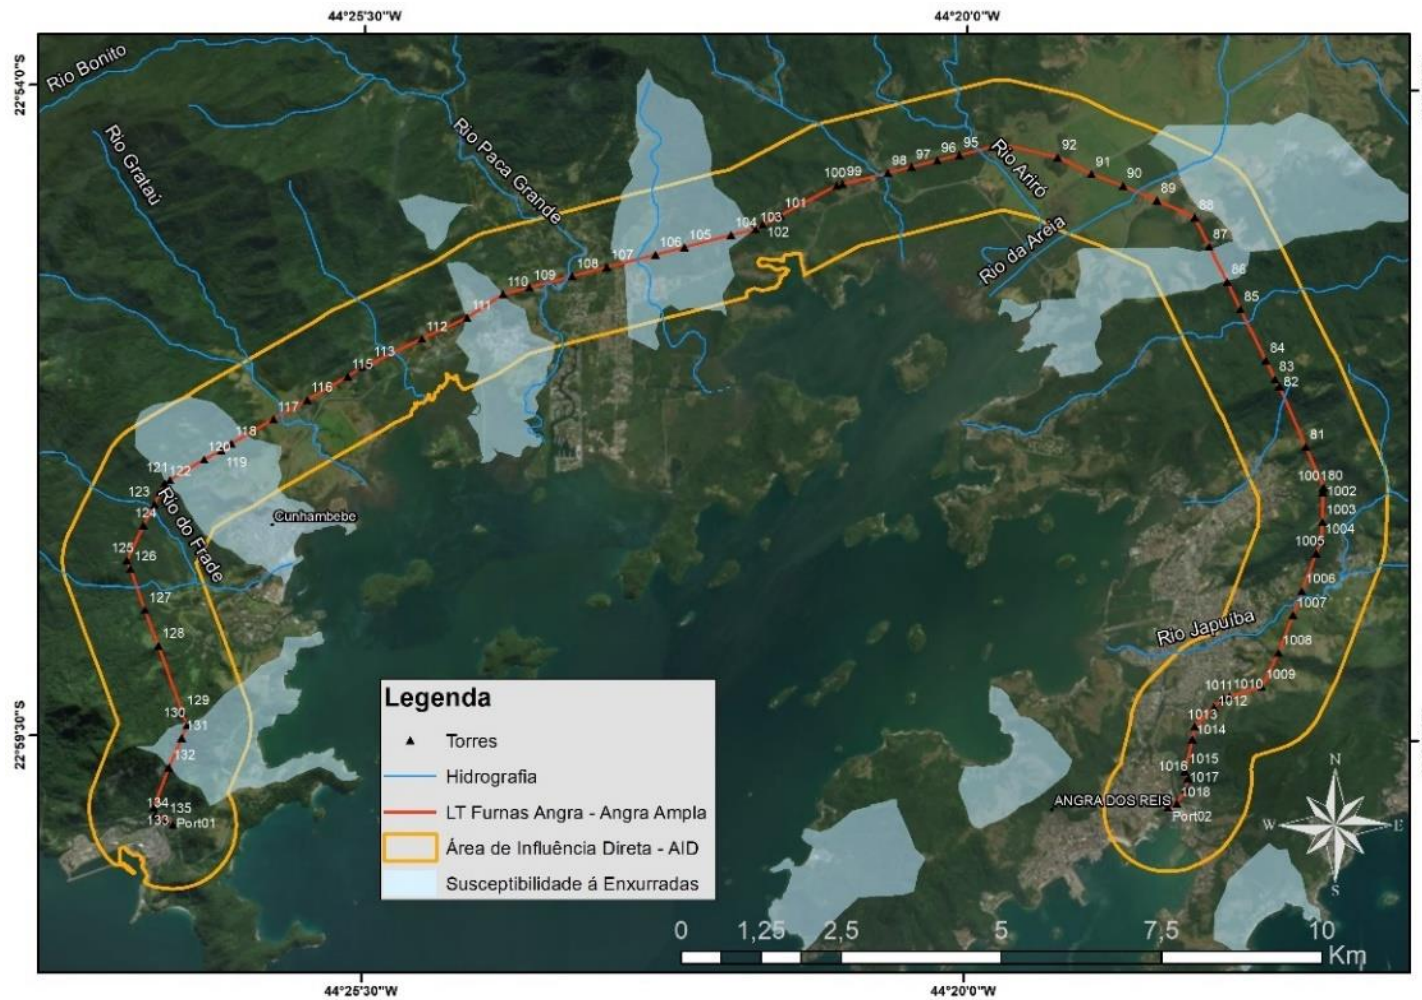 44°25'30"W
44°20'0"W
22°54'0"S
22°59'30"S
Rio Bonito
Rio Grataú
Rio Paca Grande
Rio Ariró
Rio da Areia
Rio do Frade
Cunhambebe
Rio Japuíba
ANGRA DOS REIS
Port01
Port02
92
91
90
89
88
87
86
85
84
83
82
81
100180
1002
1003
1004
1005
1006
1007
1008
1009
1010
1011
1012
1013
1014
1015
1016
1017
1018
95
96
97
98
99
100
101
102
103
104
105
106
107
108
109
110
111
112
113
115
116
117
118
119
120
121
122
123
124
125
126
127
128
129
130
131
132
134
135
133
Legenda
Torres
Hidrografia
LT Furnas Angra - Angra Ampla
Área de Influência Direta - AID
Susceptibilidade á Enxurradas
N
W
E
S
0 1,25 2,5 5 7,5 10
Km
44°25'30"W
44°20'0"W